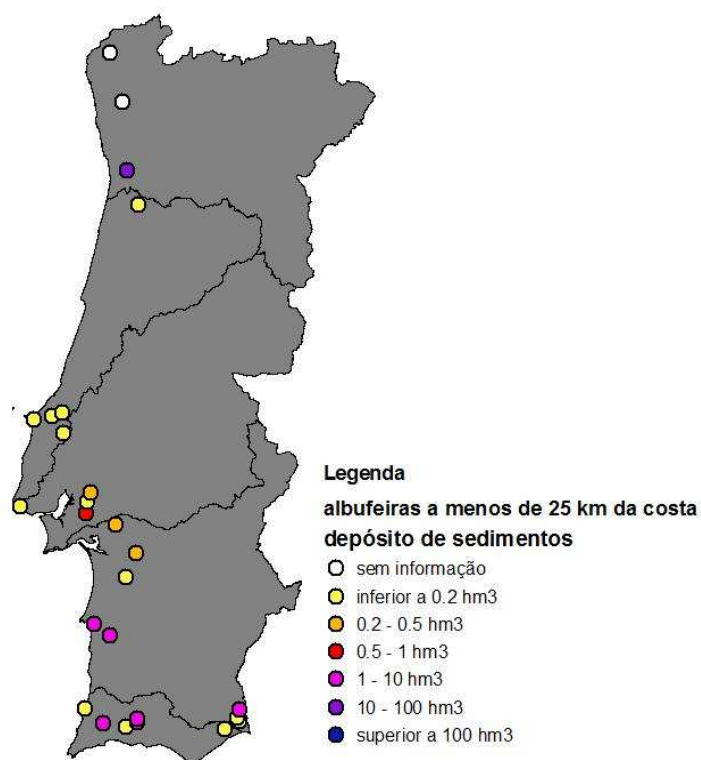 Legenda
albufeiras a menos de 25 km da costa
depósito de sedimentos
sem informação
inferior a 0.2 hm3
0.2 - 0.5 hm3
0.5 - 1 hm3
1 - 10 hm3
10 - 100 hm3
superior a 100 hm3